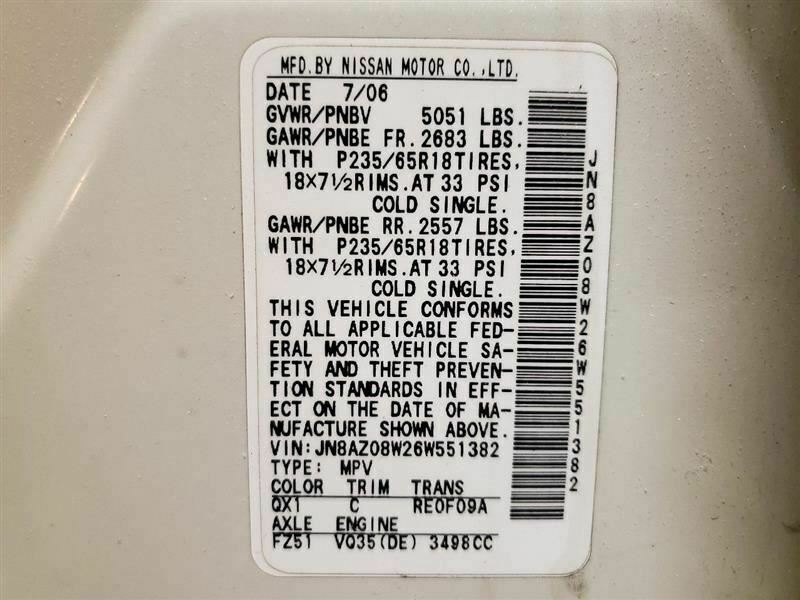 MFD.BY NISSAN MOTOR CO.,LTD.
DATE 7/06
GVWR/PNBV 5051 LBS.
GAWR/PNBE FR.2683 LBS.
WITH P235/65R18TIRES,
18×7½RIMS.AT 33 PSI
COLD SINGLE.
GAWR/PNBE RR.2557 LBS.
WITH P235/65R18TIRES,
18×7½RIMS.AT 33 PSI
COLD SINGLE.
THIS VEHICLE CONFORMS
TO ALL APPLICABLE FED-
ERAL MOTOR VEHICLE SA-
FETY AND THEFT PREVEN-
TION STANDARDS IN EFF-
ECT ON THE DATE OF MA-
NUFACTURE SHOWN ABOVE.
VIN:JN8AZ08W26W551382
TYPE: MPV
COLOR TRIM TRANS
QX1 C RE0F09A
AXLE ENGINE
FZ51 VQ35(DE) 3498CC
JN8AZ08W26W551382